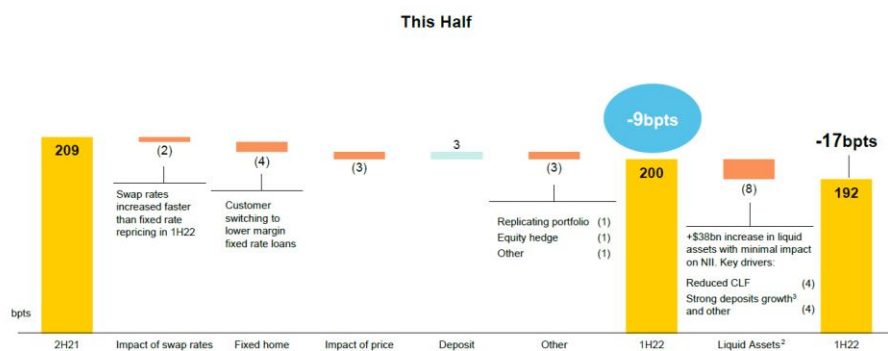 This Half
-9bpts
-17bpts
209
(2)
(4)
(3)
3
(3)
200
(8)
192
Swap rates
increased faster
than fixed rate
repricing in 1H22
Customer
switching to
lower margin
fixed rate loans
Replicating portfolio (1)
Equity hedge (1)
Other (1)
+$38bn increase in liquid
assets with minimal impact
on NII. Key drivers:
Reduced CLF (4)
Strong deposits growth³
and other (4)
bpts
2H21 Impact of swap rates Fixed home Impact of price Deposit Other 1H22 Liquid Assets² 1H22